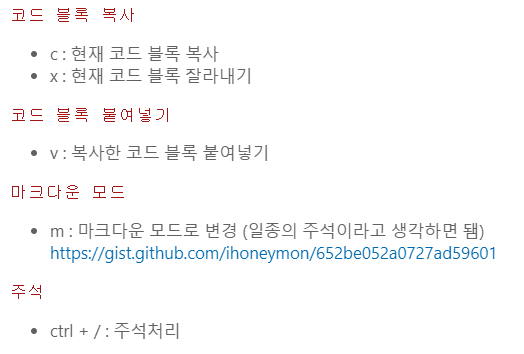 코드 블록 복사
• c : 현재 코드 블록 복사
• x : 현재 코드 블록 잘라내기
코드 블록 붙여넣기
• v : 복사한 코드 블록 붙여넣기
마크다운 모드
• m : 마크다운 모드로 변경 (일종의 주석이라고 생각하면 됌)
https://gist.github.com/ihoneymon/652be052a0727ad59601
주석
• ctrl + / : 주석처리